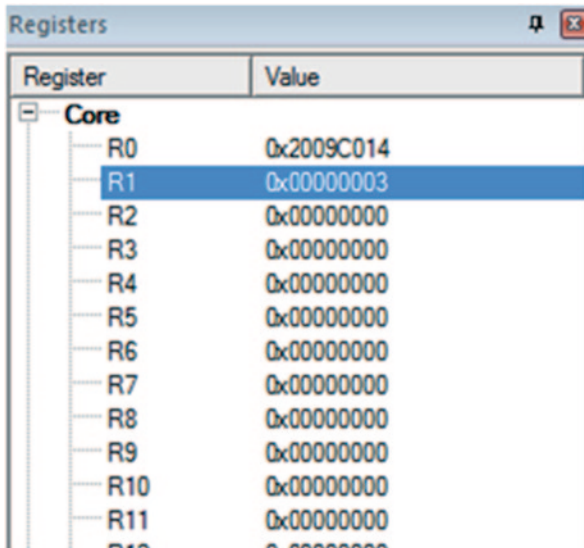 Registers
Register Value
Core
R0 0x2009C014
R1 0x00000003
R2 0x00000000
R3 0x00000000
R4 0x00000000
R5 0x00000000
R6 0x00000000
R7 0x00000000
R8 0x00000000
R9 0x00000000
R10 0x00000000
R11 0x00000000